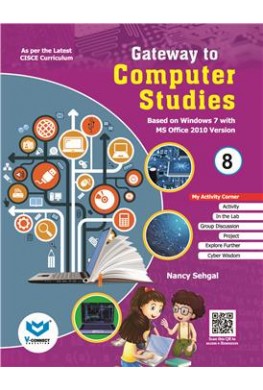 As per the Latest
CISCE Curriculum
Gateway to
Computer
Studies
Based on Windows 7 with
MS Office 2010 Version
8
My Activity Corner
Activity
In the Lab
Group Discussion
Project
Explore Further
Cyber Wisdom
Nancy Sehgal
V-CONNECT